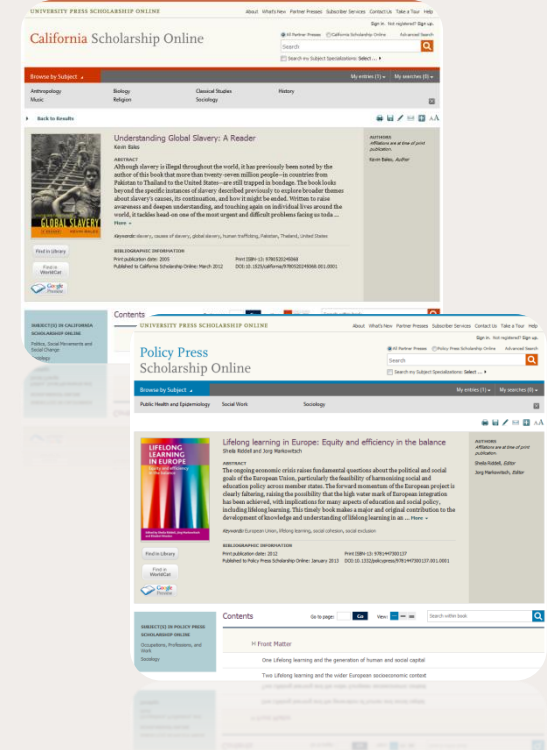 UNIVERSITY PRESS SCHOLARSHIP ONLINE
About What's New Partner Presses Subscriber Services Contact Us Take a Tour Help
Sign in. Not registered? Sign up.
California Scholarship Online
All Partner Presses California Scholarship Online Advanced Search
Search
Search my Subject Specializations: Select ...
Browse by Subject
My entries (1) My searches (0)
Anthropology Biology Classical Studies History
Music Religion Sociology
Back to Results
AA
Understanding Global Slavery: A Reader
Kevin Bales
AUTHORS
Affiliations are at time of print
publication.
Kevin Bales, Author
ABSTRACT
Although slavery is illegal throughout the world, it has previously been noted by the
author of this book that more than twenty-seven million people—in countries from
Pakistan to Thailand to the United States—are still trapped in bondage. The book looks
beyond the specific instances of slavery described previously to explore broader themes
about slavery's causes, its continuation, and how it might be ended. Written to raise
awareness and deepen understanding, and touching again on individual lives around the
world, it tackles head-on one of the most urgent and difficult problems facing us toda ...
More
Keywords: slavery, causes of slavery, global slavery, human trafficking, Pakistan, Thailand, United States
BIBLIOGRAPHIC INFORMATION
Print publication date: 2005 Print ISBN-13:
Published to California Scholarship Online: March 2012
GLOBAL SLAVERY
Find in Library
Find in
WorldCat
Google
Preview
SUBJECT(S) IN CALIFORNIA
SCHOLARSHIP ONLINE
Politics, Social Movements and
Social Change
Contents
UNIVERSITY PRESS SCHOLARSHIP ONLINE
About What's New Partner Presses Subscriber Services Contact Us Take a Tour Help
Sign in. Not registered? Sign up.
Policy Press
Scholarship Online
All Partner Presses Policy Press Scholarship Online Advanced Search
Search
Search my Subject Specializations: Select ...
Browse by Subject
My entries (1) My searches (0)
Public Health and Epidemiology Social Work Sociology
AA
Lifelong learning in Europe: Equity and efficiency in the balance
Sheila Riddell and Jorg Markowitsch
AUTHORS
Affiliations are at time of print
publication.
Sheila Riddell, Editor
Jorg Markowitsch, Editor
ABSTRACT
The ongoing economic crisis raises fundamental questions about the political and social
goals of the European Union, particularly the feasibility of harmonising social and
education policy across member states. The forward momentum of the European project is
clearly faltering, raising the possibility that the high water mark of European integration
has been achieved, with implications for many aspects of education and social policy,
including lifelong learning. This timely book makes a major and original contribution to the
development of knowledge and understanding of lifelong learning in an ... More
Keywords: European Union, lifelong learning, social cohesion, social exclusion
BIBLIOGRAPHIC INFORMATION
Print publication date: 2012 Print ISBN-13: 9781447300137
Published to Policy Press Scholarship Online: January 2013 DOI: 10.1332/policypress/9781447300137.001.0001
LIFELONG
LEARNING
IN EUROPE
Equity and efficiency
in the balance
Find in Library
Find in
WorldCat
Google
Preview
SUBJECT(S) IN POLICY PRESS
SCHOLARSHIP ONLINE
Occupations, Professions, and
Work
Sociology
Contents
Go to page: Go View: Search within book
Front Matter
One Lifelong learning and the generation of human and social capital
Two Lifelong learning and the wider European socioeconomic context